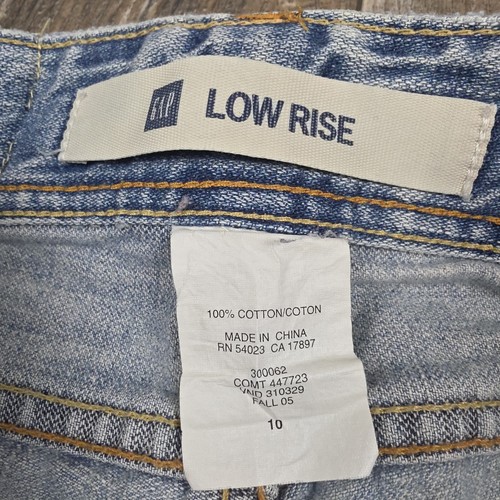 GAP LOW RISE
100% COTTON/COTON
MADE IN CHINA
RN 54023 CA 17897
300062
COMT 447723
VND 310329
FALL 05
10